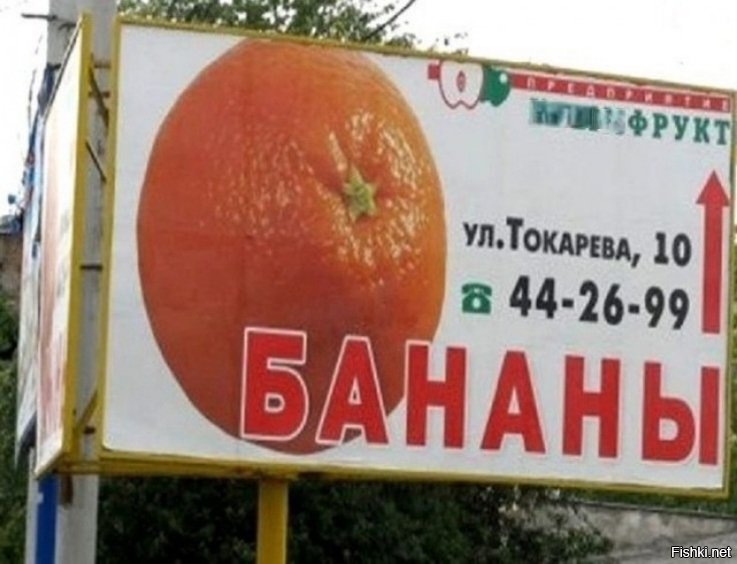 ПРЕДПРИЯТИЕ
ФРУКТ
УЛ.ТОКАРЕВА, 10
44-26-99
БАНАНЫ
Fishki.net